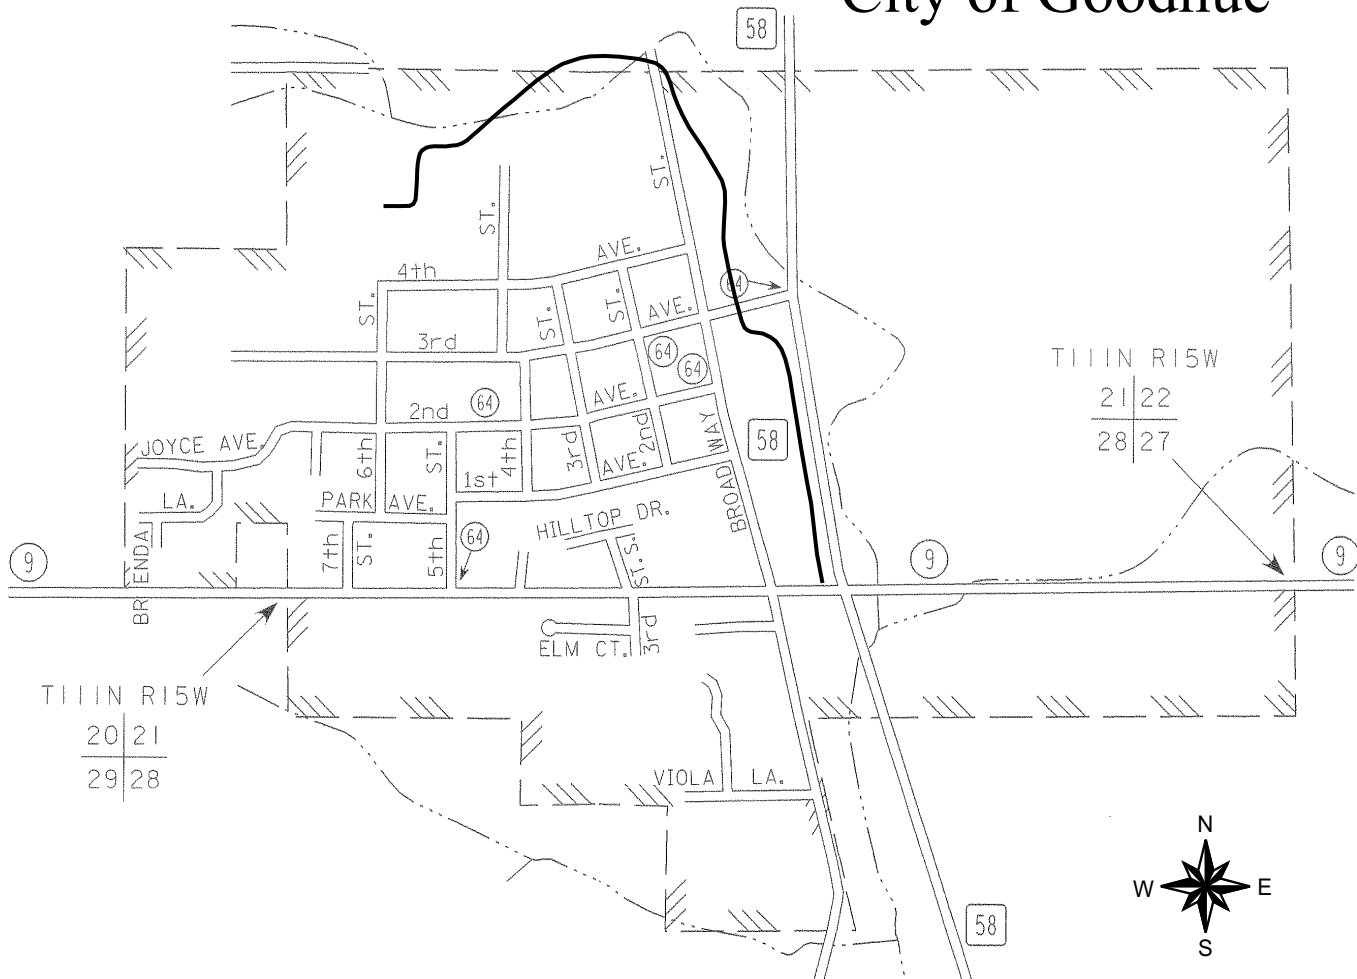 City of Goodhue
58
ST.
ST.
AVE.
4th
64
ST.
ST.
ST.
AVE.
3rd
64
64
T111N R15W
21 22
28 27
2nd
64
AVE.
JOYCE AVE.
6th
ST.
4th
3rd
2nd
WAY
58
1st
AVE.
LA.
PARK AVE.
BROAD
HILLTOP DR.
9
7th
ST.
5th
64
ST.S.
9
9
ELM CT.
3rd
T111N R15W
20 21
29 28
VIOLA LA.
N
W
E
S
58